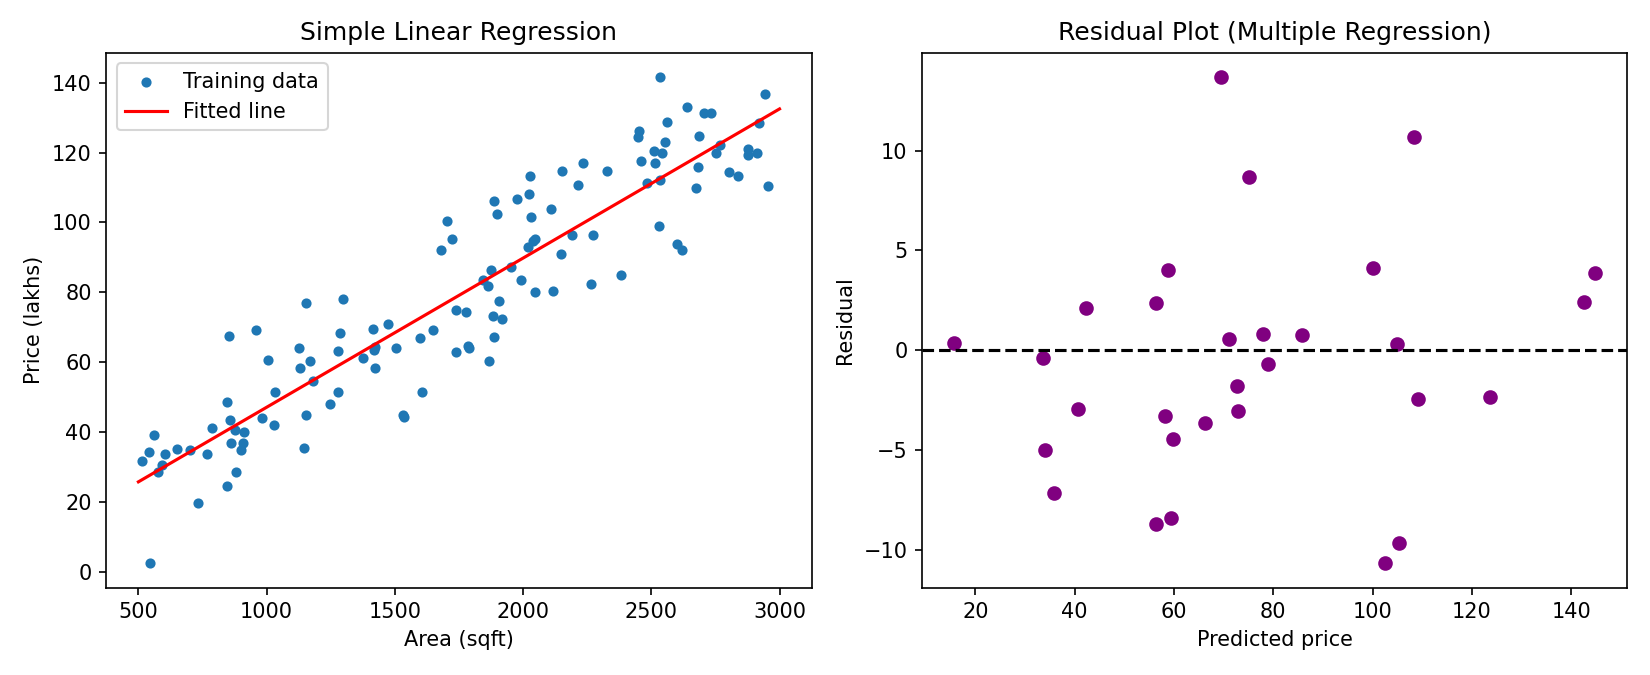 Simple Linear Regression
Training data
Fitted line
140
120
100
80
60
40
20
0
Price (lakhs)
500 1000 1500 2000 2500 3000
Area (sqft)
Residual Plot (Multiple Regression)
10
5
0
−5
−10
Residual
20 40 60 80 100 120 140
Predicted price